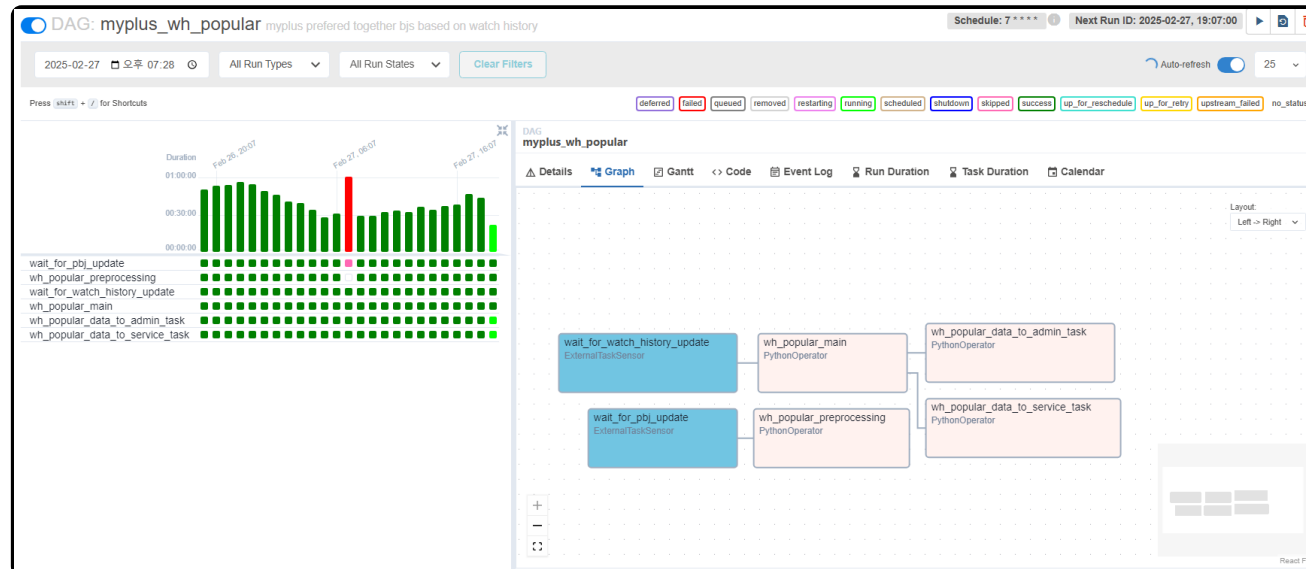 DAG: myplus_wh_popular myplus prefered together bjs based on watch history
Schedule: 7 * * * *
Next Run ID: 2025-02-27, 19:07:00
2025-02-27 오후 07:28
All Run Types
All Run States
Clear Filters
Auto-refresh
25
Press shift + / for Shortcuts
deferred failed queued removed restarting running scheduled shutdown skipped success up_for_reschedule up_for_retry upstream_failed no_status
Duration
Feb 26, 20:07
Feb 27, 06:07
Feb 27, 16:07
01:00:00
00:30:00
00:00:00
wait_for_pbj_update
wh_popular_preprocessing
wait_for_watch_history_update
wh_popular_main
wh_popular_data_to_admin_task
wh_popular_data_to_service_task
DAG
myplus_wh_popular
Details Graph Gantt Code Event Log Run Duration Task Duration Calendar
Layout:
Left -> Right
wait_for_watch_history_update
ExternalTaskSensor
wh_popular_main
PythonOperator
wh_popular_data_to_admin_task
PythonOperator
wait_for_pbj_update
ExternalTaskSensor
wh_popular_preprocessing
PythonOperator
wh_popular_data_to_service_task
PythonOperator
React F